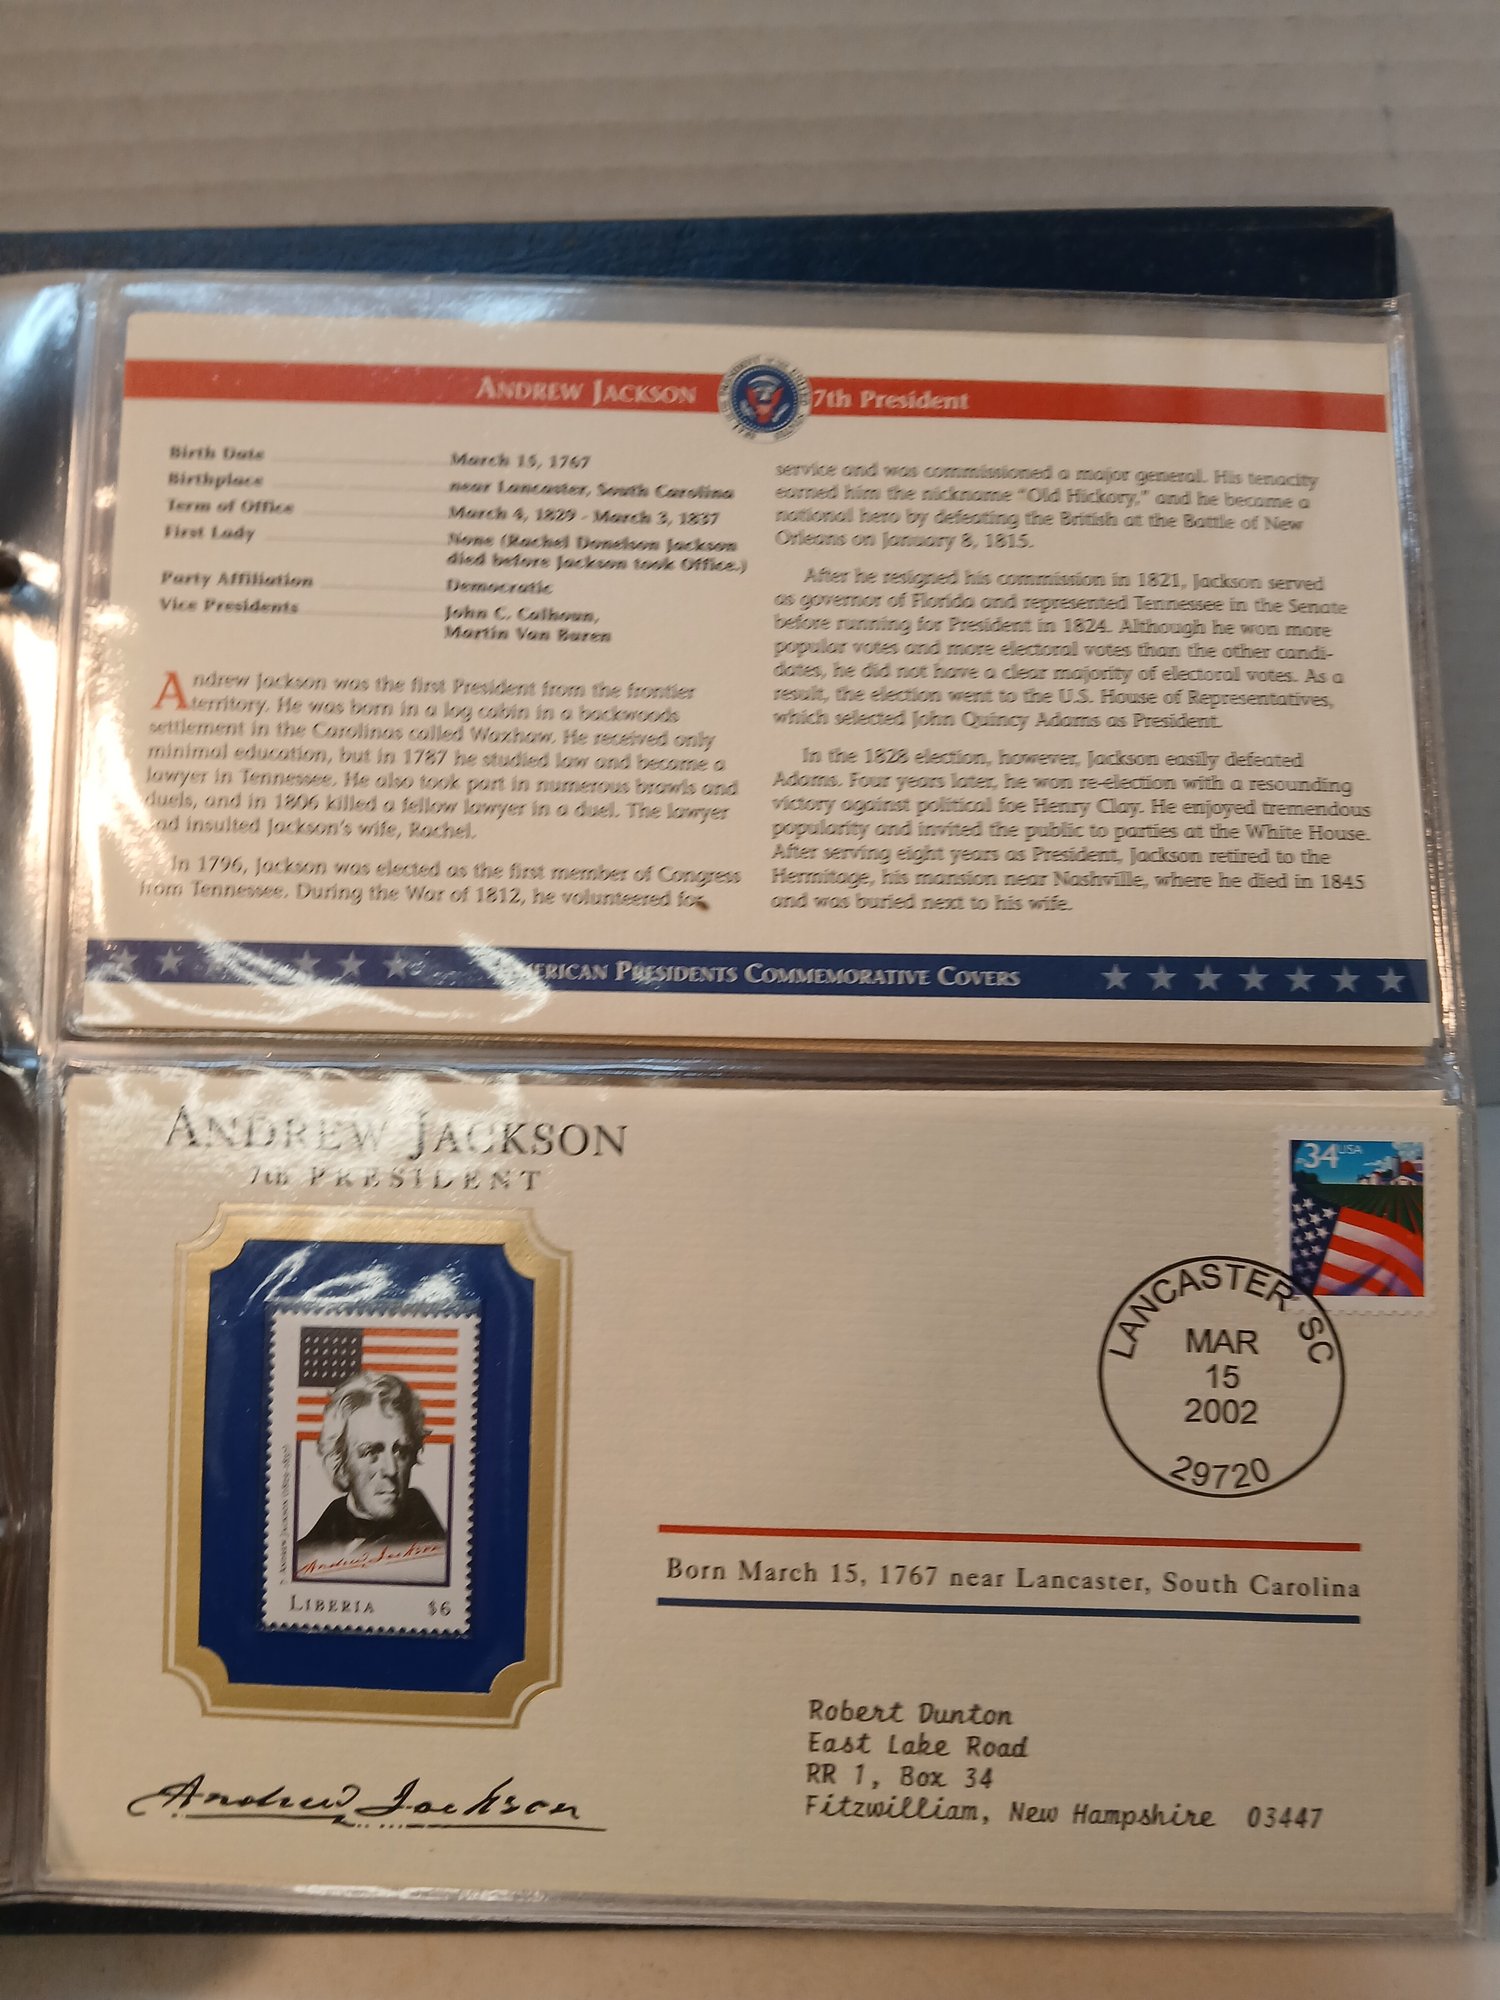 ANDREW JACKSON 7th President
Birth Date March 15, 1767
Birthplace near Lancaster, South Carolina
Term of Office March 4, 1829 - March 3, 1837
First Lady None (Rachel Donelson Jackson
died before Jackson took Office.)
Party Affiliation Democratic
Vice Presidents John C. Calhoun,
Martin Van Buren
Andrew Jackson was the first President from the frontier
territory. He was born in a log cabin in a backwoods
settlement in the Carolinas called Waxhaw. He received only
minimal education, but in 1787 he studied law and became a
lawyer in Tennessee. He also took part in numerous brawls and
duels, and in 1806 killed a fellow lawyer in a duel. The lawyer
had insulted Jackson's wife, Rachel.
In 1796, Jackson was elected as the first member of Congress
from Tennessee. During the War of 1812, he volunteered for
service and was commissioned a major general. His tenacity
earned him the nickname "Old Hickory," and he became a
national hero by defeating the British at the Battle of New
Orleans on January 8, 1815.
After he resigned his commission in 1821, Jackson served
as governor of Florida and represented Tennessee in the Senate
before running for President in 1824. Although he won more
popular votes and more electoral votes than the other candi-
dates, he did not have a clear majority of electoral votes. As a
result, the election went to the U.S. House of Representatives,
which selected John Quincy Adams as President.
In the 1828 election, however, Jackson easily defeated
Adams. Four years later, he won re-election with a resounding
victory against political foe Henry Clay. He enjoyed tremendous
popularity and invited the public to parties at the White House.
After serving eight years as President, Jackson retired to the
Hermitage, his mansion near Nashville, where he died in 1845
and was buried next to his wife.
AMERICAN PRESIDENTS COMMEMORATIVE COVERS
ANDREW JACKSON
7th PRESIDENT
34 USA
LANCASTER SC
MAR
15
2002
29720
Andrew Jackson
LIBERIA $6
Born March 15, 1767 near Lancaster, South Carolina
Robert Dunton
East Lake Road
RR 1, Box 34
Fitzwilliam, New Hampshire 03447
Andrew Jackson